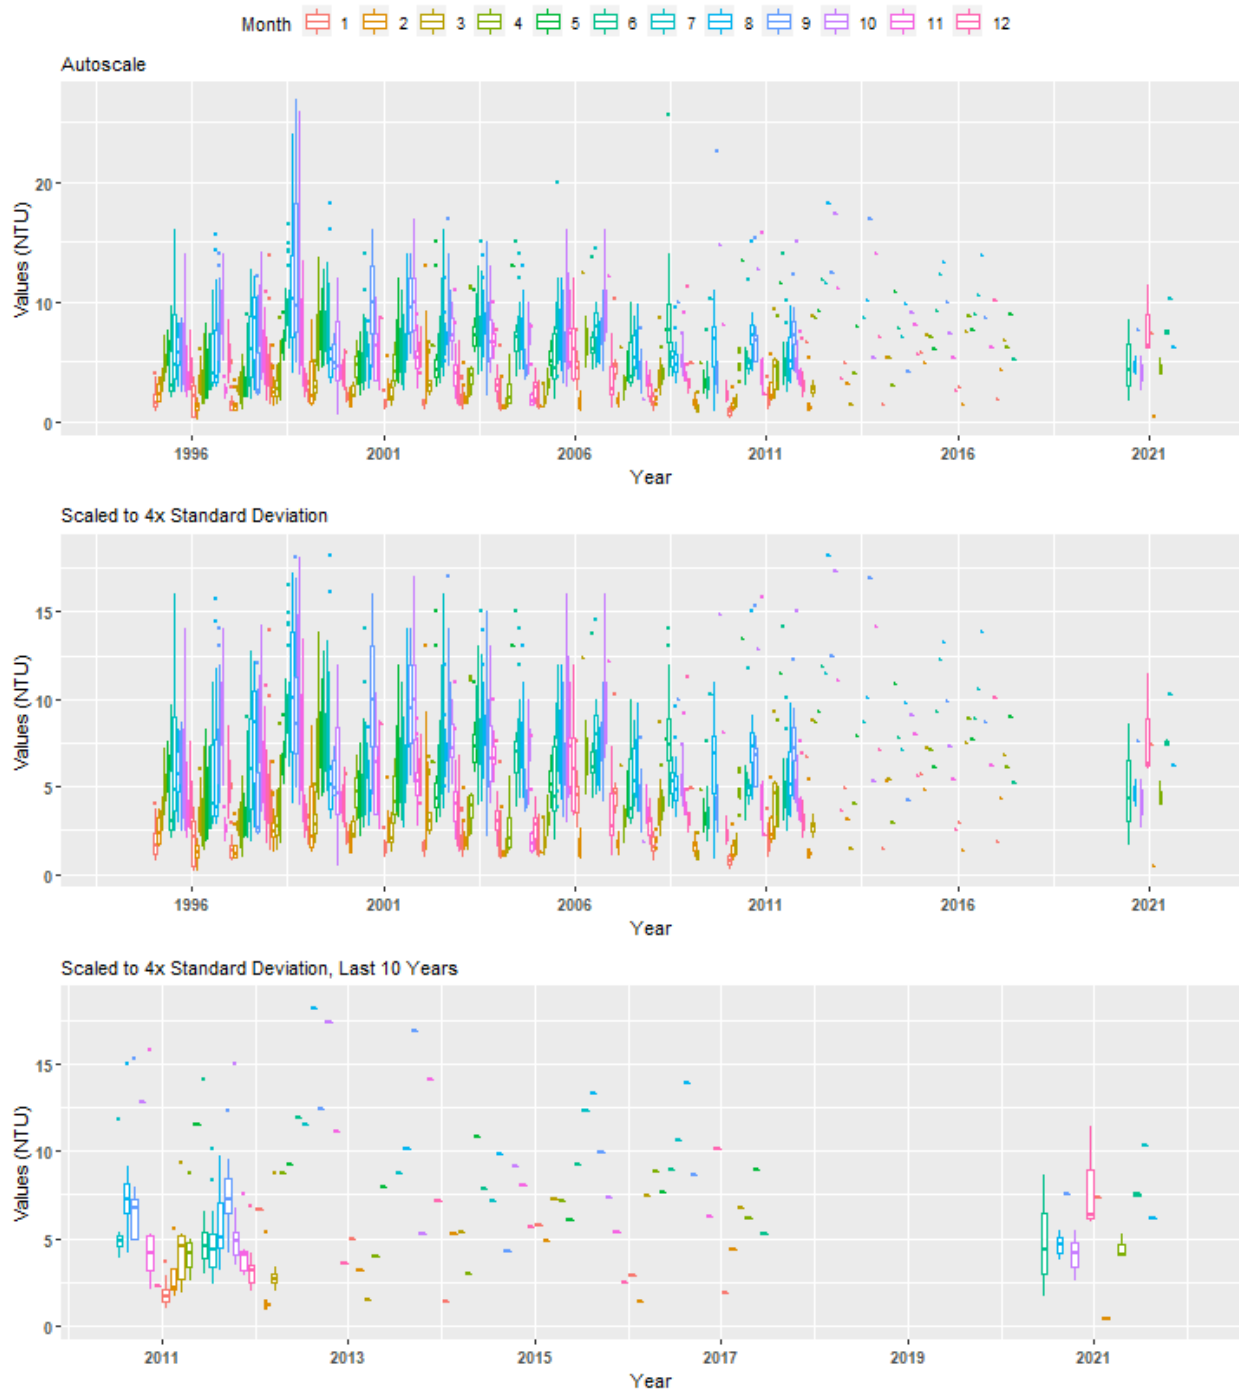 Month 1 2 3 4 5 6 7 8 9 10 11 12
Autoscale
Values (NTU)
20
10
0
1996 2001 2006 2011 2016 2021
Year
Scaled to 4x Standard Deviation
Values (NTU)
15
10
5
0
1996 2001 2006 2011 2016 2021
Year
Scaled to 4x Standard Deviation, Last 10 Years
Values (NTU)
15
10
5
0
2011 2013 2015 2017 2019 2021
Year